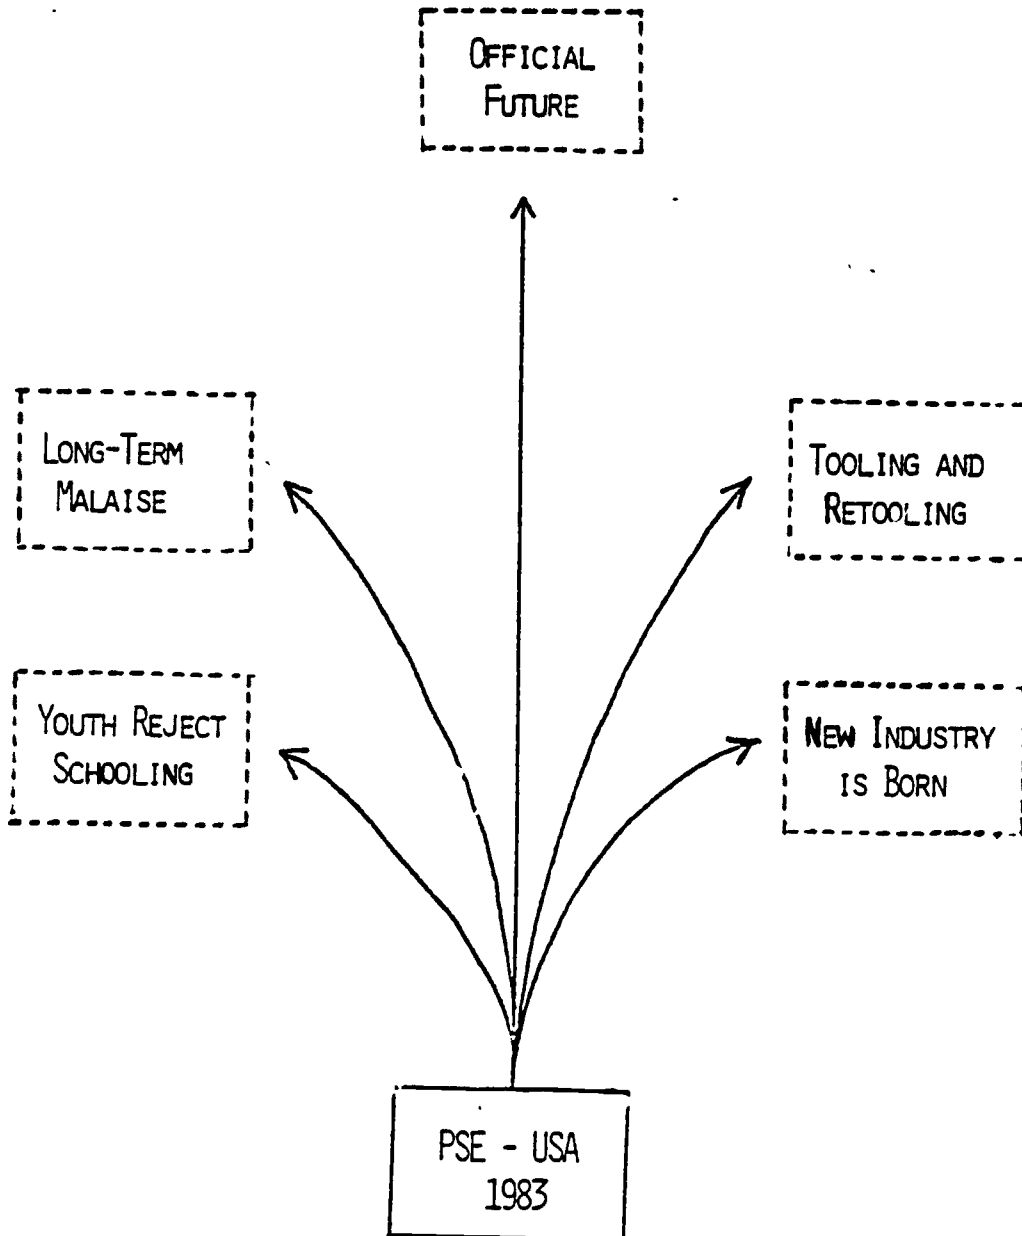 OFFICIAL
FUTURE
LONG-TERM
MALAISE
TOOLING AND
RETOOLING
YOUTH REJECT
SCHOOLING
NEW INDUSTRY
IS BORN
PSE - USA
1983